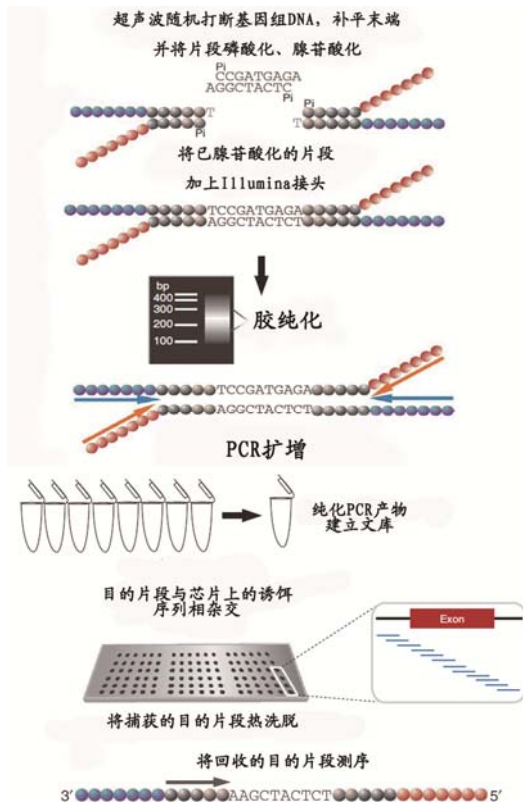 超声波随机打断基因组DNA，补平末端
并将片段磷酸化、腺苷酸化
Pi
CCGATGAGA
AGGCTACTC
Pi
Pi
T
T
Pi
将已腺苷酸化的片段
加上Illumina接头
TCCGATGAGA
AGGCTACTCT
bp
400
300
200
100
胶纯化
TCCGATGAGA
AGGCTACTCT
PCR扩增
纯化PCR产物
建立文库
目的片段与芯片上的诱饵
序列相杂交
Exon
将捕获的目的片段热洗脱
将回收的目的片段测序
3′ AAGCTACTCT 5′